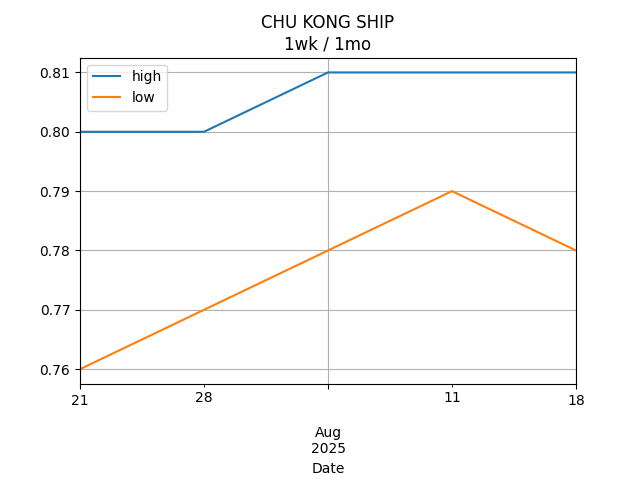 CHU KONG SHIP
1wk / 1mo
high
low
0.81
0.80
0.79
0.78
0.77
0.76
21
28
11
18
Aug
2025
Date